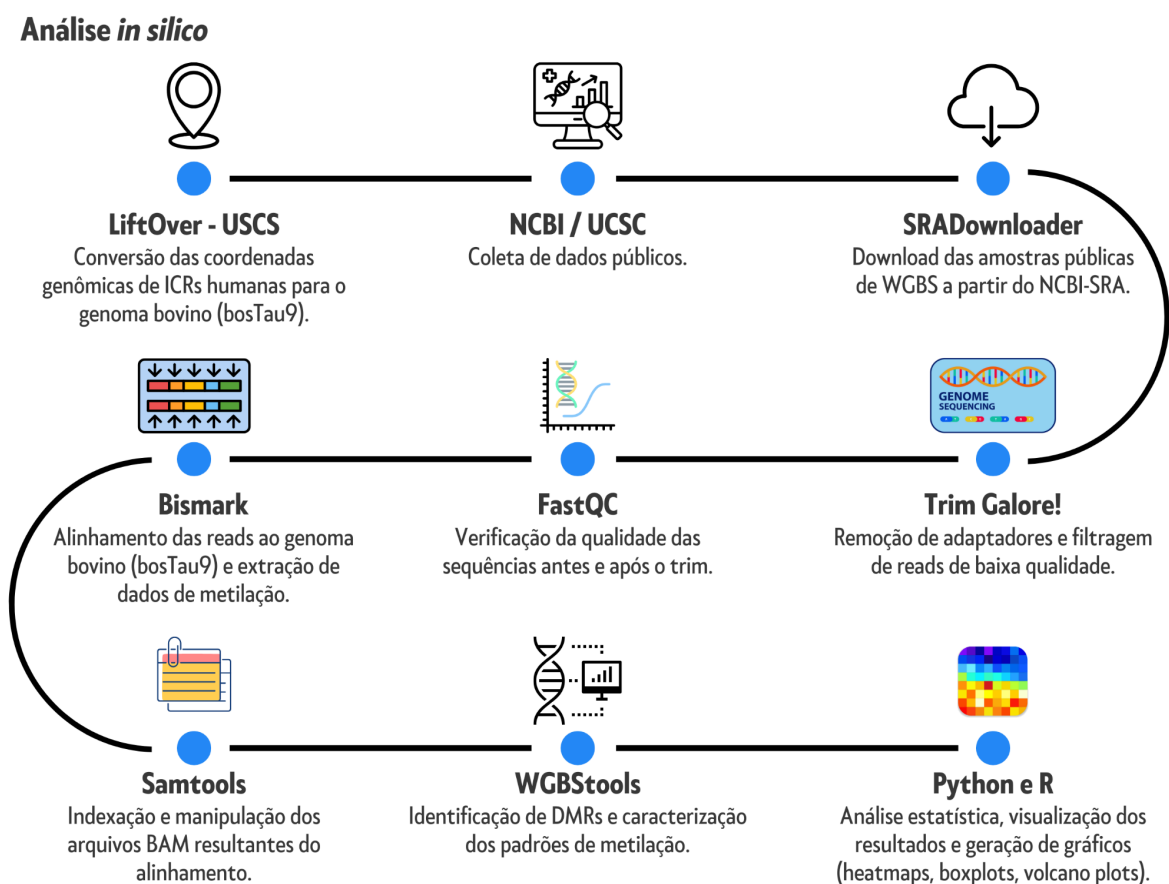 Análise in silico
LiftOver - USCS
Conversão das coordenadas
genômicas de ICRs humanas para o
genoma bovino (bosTau9).
NCBI / UCSC
Coleta de dados públicos.
SRADownloader
Download das amostras públicas
de WGBS a partir do NCBI-SRA.
GENOME
SEQUENCING
Bismark
Alinhamento das reads ao genoma
bovino (bosTau9) e extração de
dados de metilação.
FastQC
Verificação da qualidade das
sequências antes e após o trim.
Trim Galore!
Remoção de adaptadores e filtragem
de reads de baixa qualidade.
Samtools
Indexação e manipulação dos
arquivos BAM resultantes do
alinhamento.
WGBStools
Identificação de DMRs e caracterização
dos padrões de metilação.
Python e R
Análise estatística, visualização dos
resultados e geração de gráficos
(heatmaps, boxplots, volcano plots).